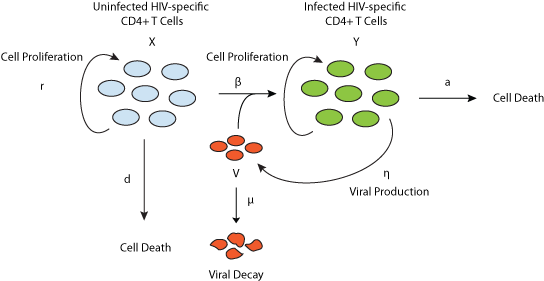 Uninfected HIV-specific
CD4+ T Cells
X
Infected HIV-specific
CD4+ T Cells
Y
Cell Proliferation
r
Cell Proliferation
β
a
Cell Death
V
η
Viral Production
d
μ
Cell Death
Viral Decay